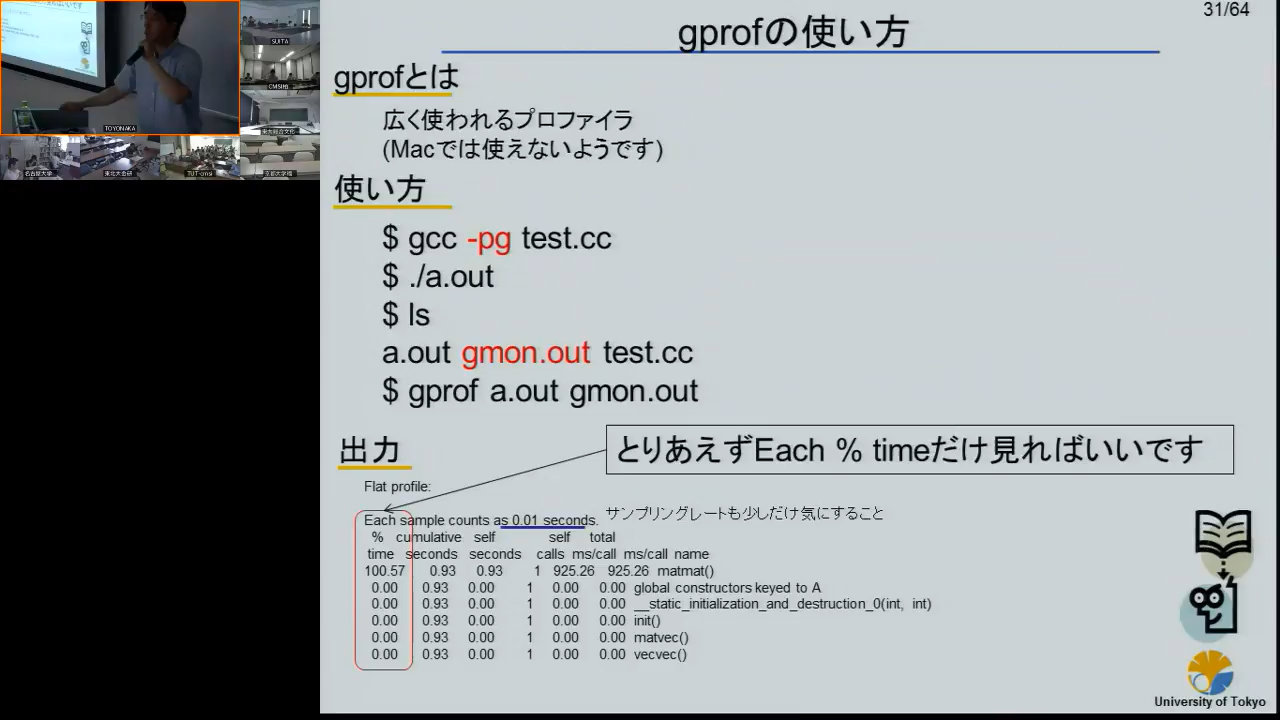 31/64
gprofの使い方
gprofとは
広く使われるプロファイラ
(Macでは使えないようです)
使い方
$ gcc -pg test.cc
$ ./a.out
$ ls
a.out gmon.out test.cc
$ gprof a.out gmon.out
出力
とりあえずEach % timeだけ見ればいいです
Flat profile:
Each sample counts as 0.01 seconds.
サンプリングレートも少しだけ気にすること
% cumulative self self total
time seconds seconds calls ms/call ms/call name
100.57 0.93 0.93 1 925.26 925.26 matmat()
0.00 0.93 0.00 1 0.00 0.00 global constructors keyed to A
0.00 0.93 0.00 1 0.00 0.00 __static_initialization_and_destruction_0(int, int)
0.00 0.93 0.00 1 0.00 0.00 init()
0.00 0.93 0.00 1 0.00 0.00 matvec()
0.00 0.93 0.00 1 0.00 0.00 vecvec()
University of Tokyo
SUITA
TOYONAKA
名古屋大学
TUT-cmsi